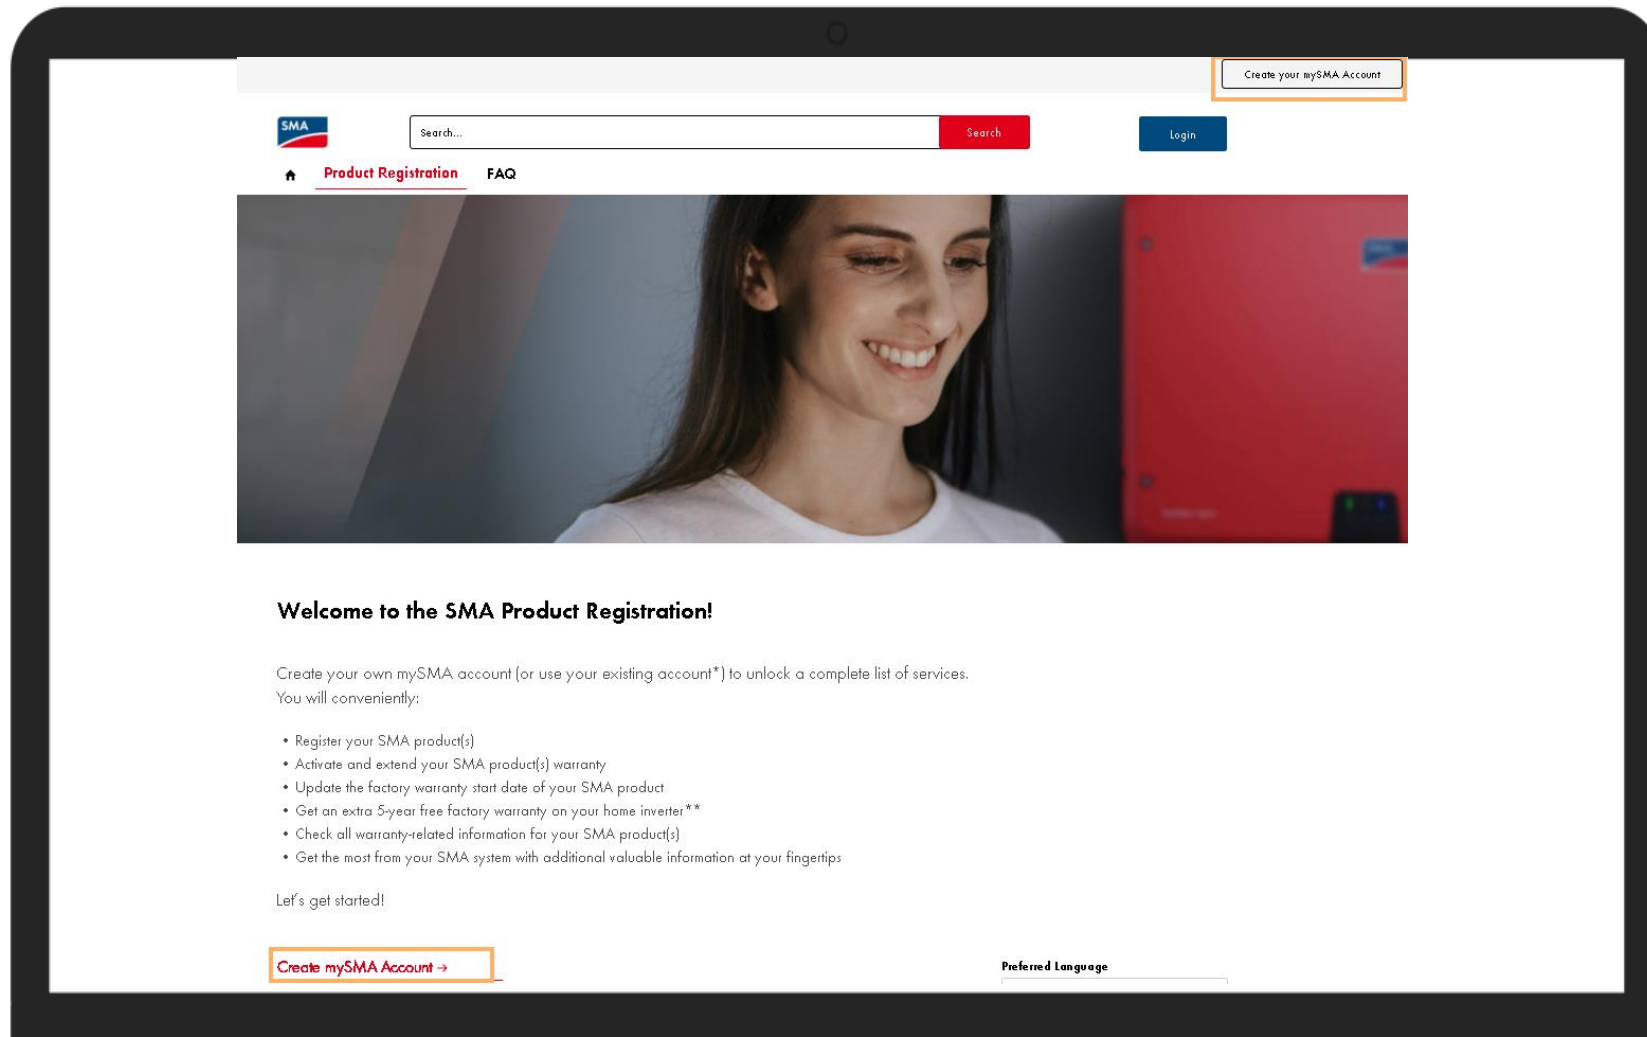 Create your mySMA Account
SMA
Search...
Search
Login
Product Registration
FAQ
Welcome to the SMA Product Registration!
Create your own mySMA account (or use your existing account*) to unlock a complete list of services.
You will conveniently:
• Register your SMA product(s)
• Activate and extend your SMA product(s) warranty
• Update the factory warranty start date of your SMA product
• Get an extra 5-year free factory warranty on your home inverter**
• Check all warranty-related information for your SMA product(s)
• Get the most from your SMA system with additional valuable information at your fingertips
Let's get started!
Create mySMA Account →
Preferred Language